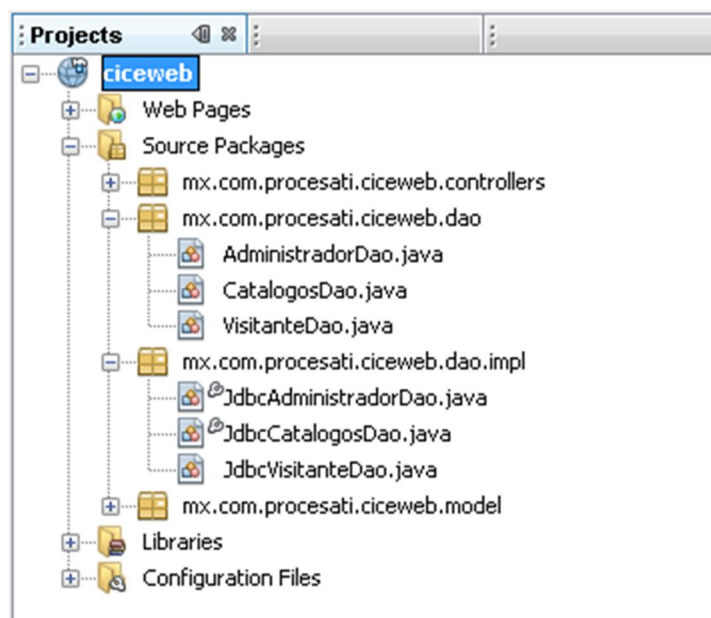 Projects
ciceweb
Web Pages
Source Packages
mx.com.procesati.ciceweb.controllers
mx.com.procesati.ciceweb.dao
AdministradorDao.java
CatalogosDao.java
VisitanteDao.java
mx.com.procesati.ciceweb.dao.impl
JdbcAdministradorDao.java
JdbcCatalogosDao.java
JdbcVisitanteDao.java
mx.com.procesati.ciceweb.model
Libraries
Configuration Files